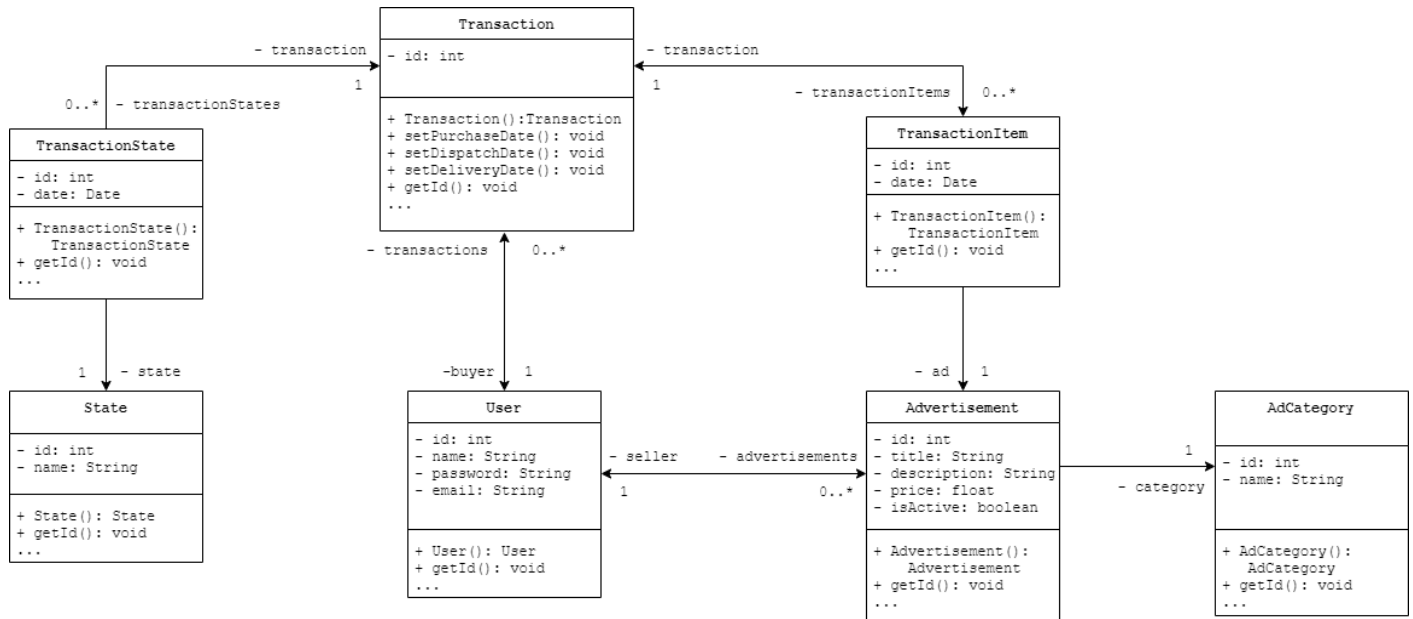 Transaction
- id: int
+ Transaction():Transaction
+ setPurchaseDate(): void
+ setDispatchDate(): void
+ setDeliveryDate(): void
+ getId(): void
...
- transaction
1
0..* - transactionStates
- transaction
1
- transactionItems 0..*
TransactionState
- id: int
- date: Date
+ TransactionState():
TransactionState
+ getId(): void
...
TransactionItem
- id: int
- date: Date
+ TransactionItem():
TransactionItem
+ getId(): void
...
- transactions 0..*
1 - state
-buyer 1
- ad 1
State
- id: int
- name: String
+ State(): State
+ getId(): void
...
User
- id: int
- name: String
- password: String
- email: String
+ User(): User
+ getId(): void
...
- seller - advertisements
1 0..*
Advertisement
- id: int
- title: String
- description: String
- price: float
- isActive: boolean
+ Advertisement():
Advertisement
+ getId(): void
...
1
- category
AdCategory
- id: int
- name: String
+ AdCategory():
AdCategory
+ getId(): void
...